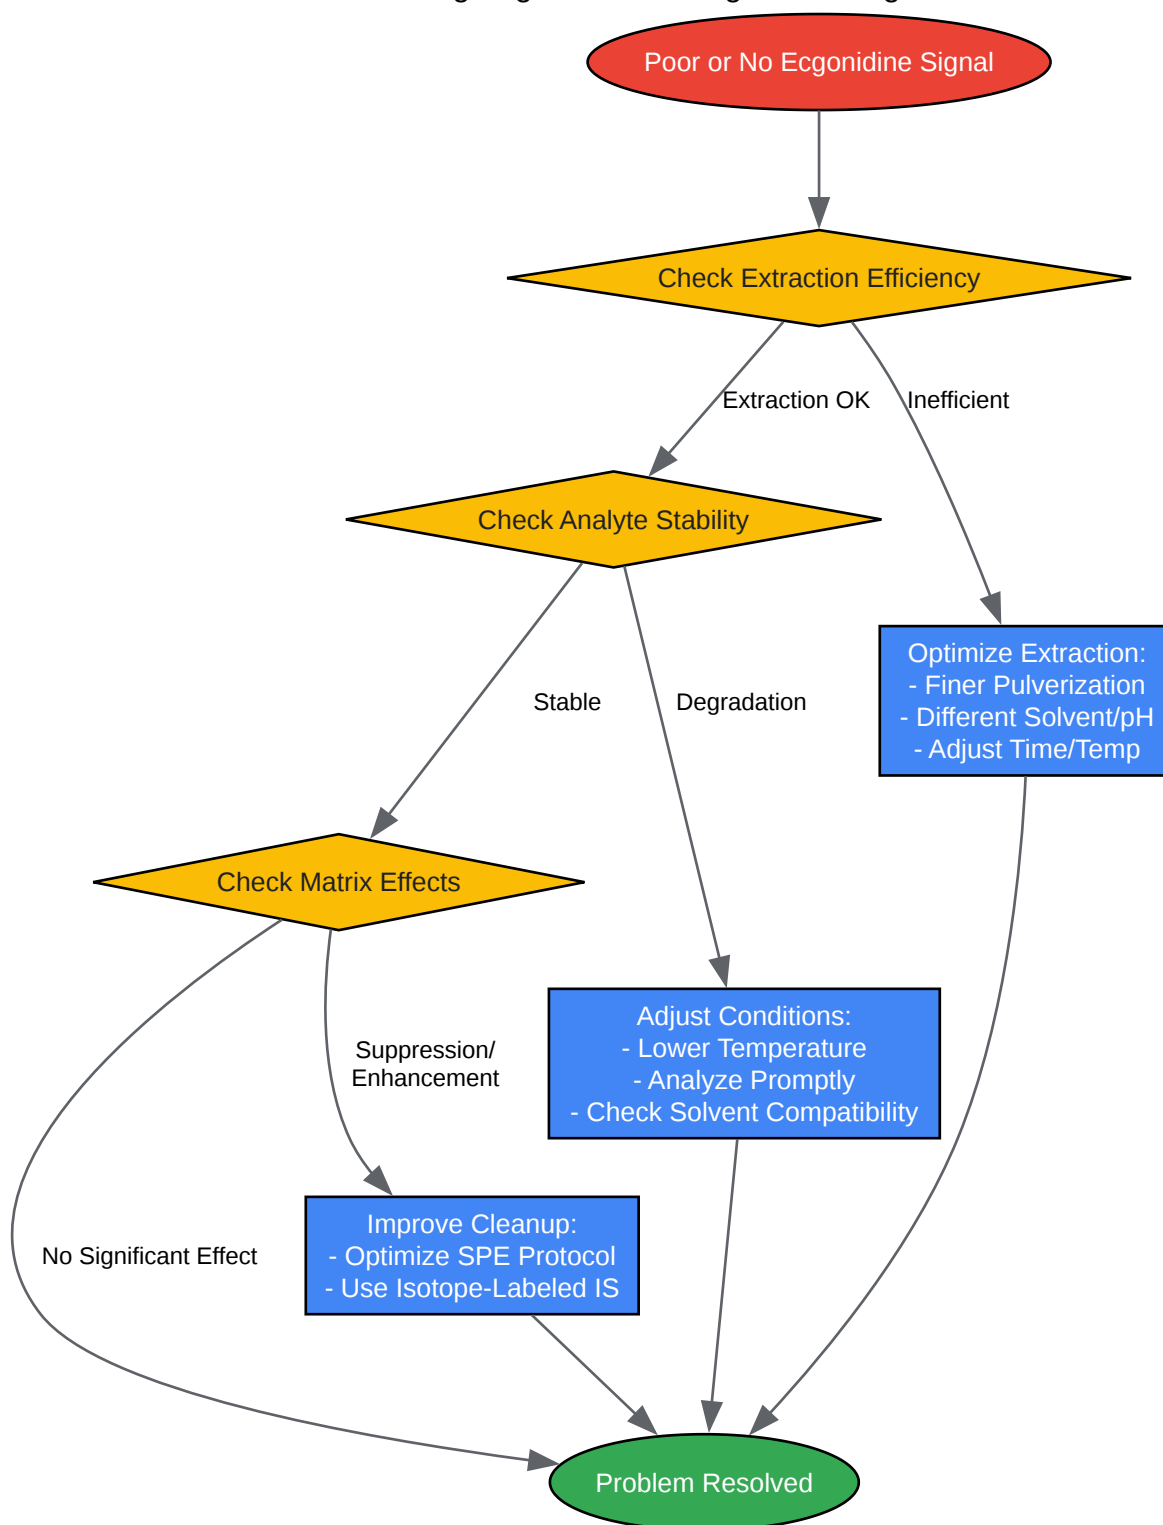 Poor or No Ecgonidine Signal
Check Extraction Efficiency
Extraction OK
Inefficient
Check Analyte Stability
Optimize Extraction:
- Finer Pulverization
- Different Solvent/pH
- Adjust Time/Temp
Stable
Degradation
Check Matrix Effects
Adjust Conditions:
- Lower Temperature
- Analyze Promptly
- Check Solvent Compatibility
Suppression/
Enhancement
Improve Cleanup:
- Optimize SPE Protocol
- Use Isotope-Labeled IS
No Significant Effect
Problem Resolved